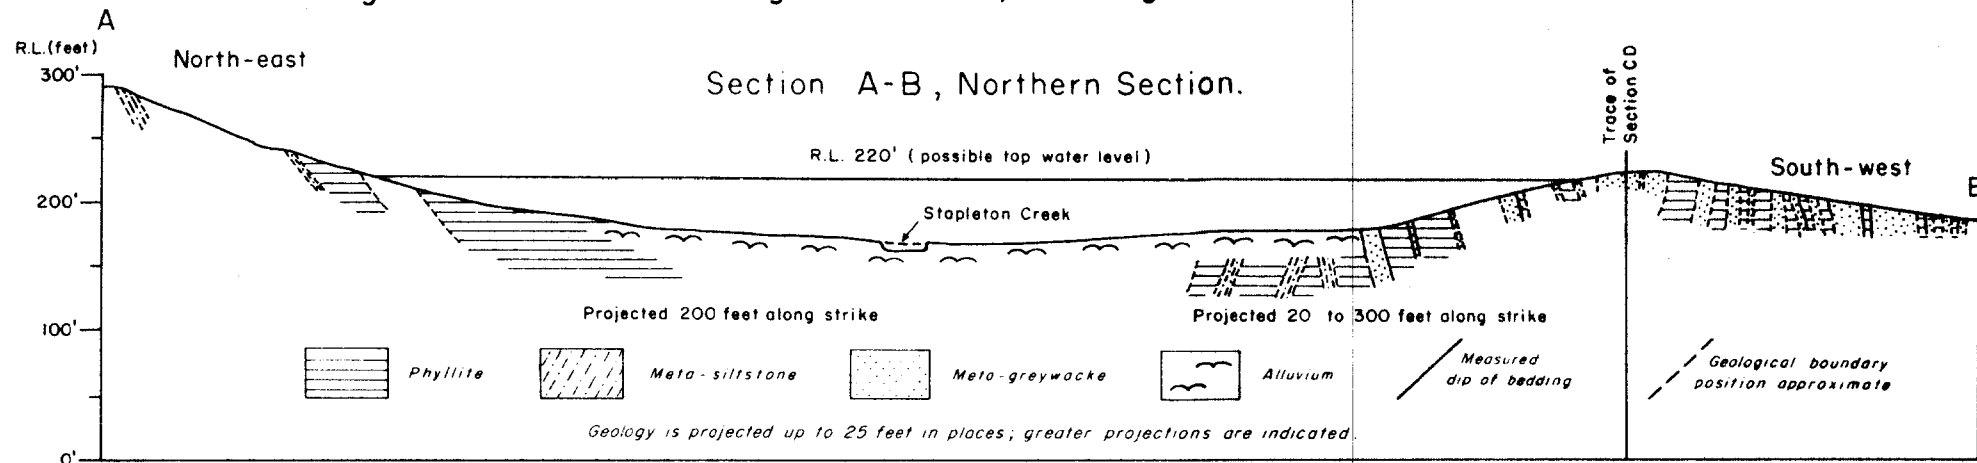 A
R.L.(feet)
North-east
300'
Section A-B, Northern Section.
Trace of
Section CD
R.L. 220' (possible top water level)
South-west
200'
Stapleton Creek
Projected 200 feet along strike
Projected 20 to 300 feet along strike
100'
Phyllite
Meta-siltstone
Meta-greywacke
Alluvium
Measured
dip of bedding
Geological boundary
position approximate
Geology is projected up to 25 feet in places; greater projections are indicated.
0'